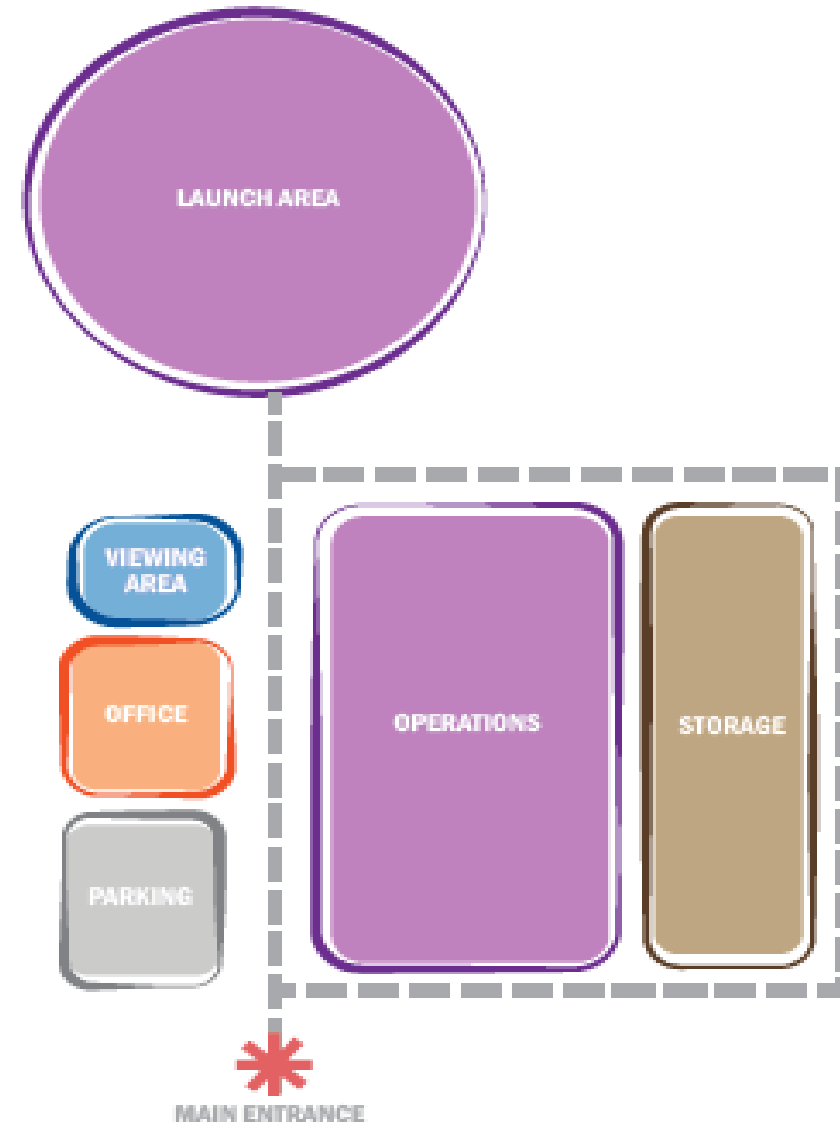 LAUNCH AREA
VIEWING
AREA
OFFICE
OPERATIONS
STORAGE
PARKING
MAIN ENTRANCE